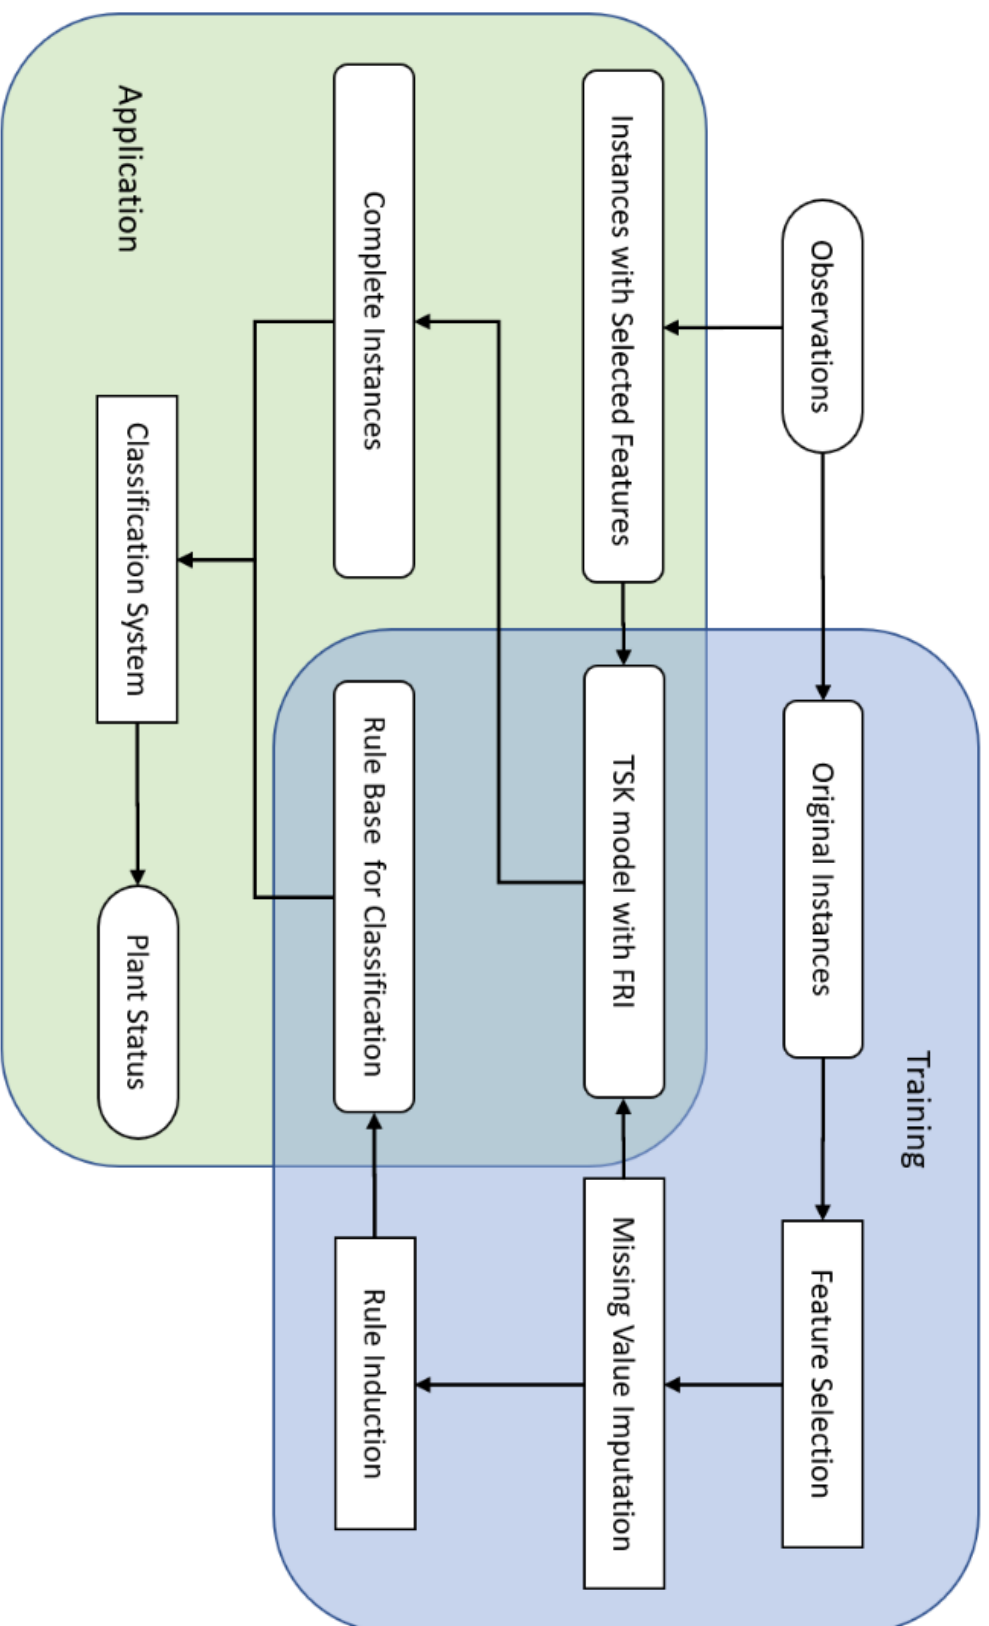 Training
Observations
Original Instances
Feature Selection
Instances with Selected Features
TSK model with FRI
Missing Value Imputation
Complete Instances
Rule Base for Classification
Rule Induction
Application
Classification System
Plant Status